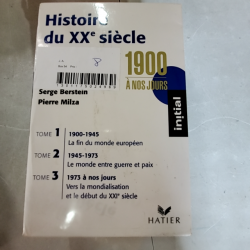 Histoire
du XXe siècle
1900
À NOS JOURS
Serge Berstein
Pierre Milza
initial
TOME 1 1900-1945
La fin du monde européen
TOME 2 1945-1973
Le monde entre guerre et paix
TOME 3 1973 à nos jours
Vers la mondialisation
et le début du XXIe siècle
HATIER